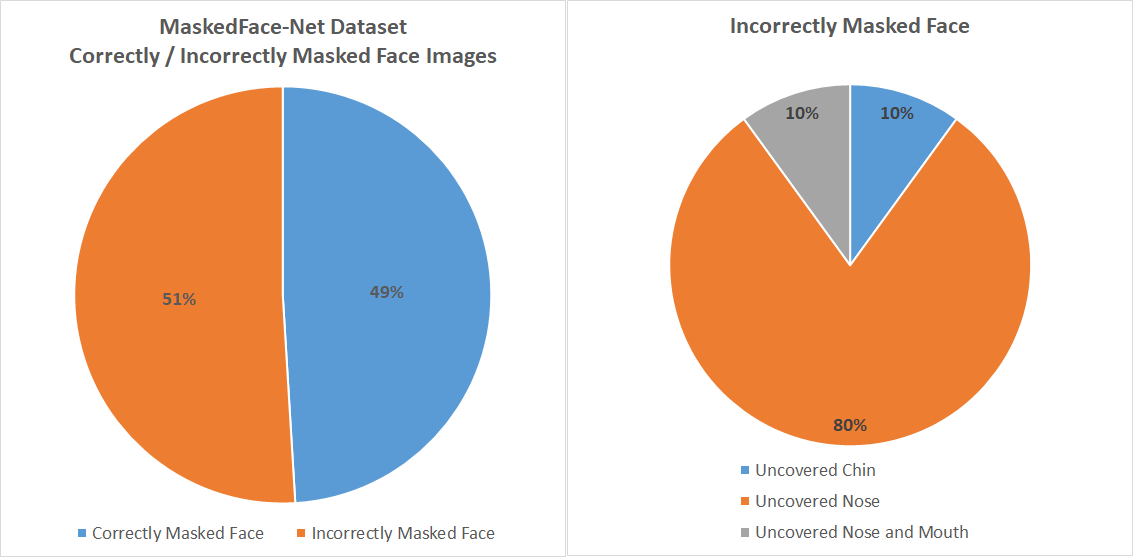 MaskedFace-Net Dataset
Correctly / Incorrectly Masked Face Images
51%
49%
Correctly Masked Face
Incorrectly Masked Face
Incorrectly Masked Face
10%
10%
80%
Uncovered Chin
Uncovered Nose
Uncovered Nose and Mouth